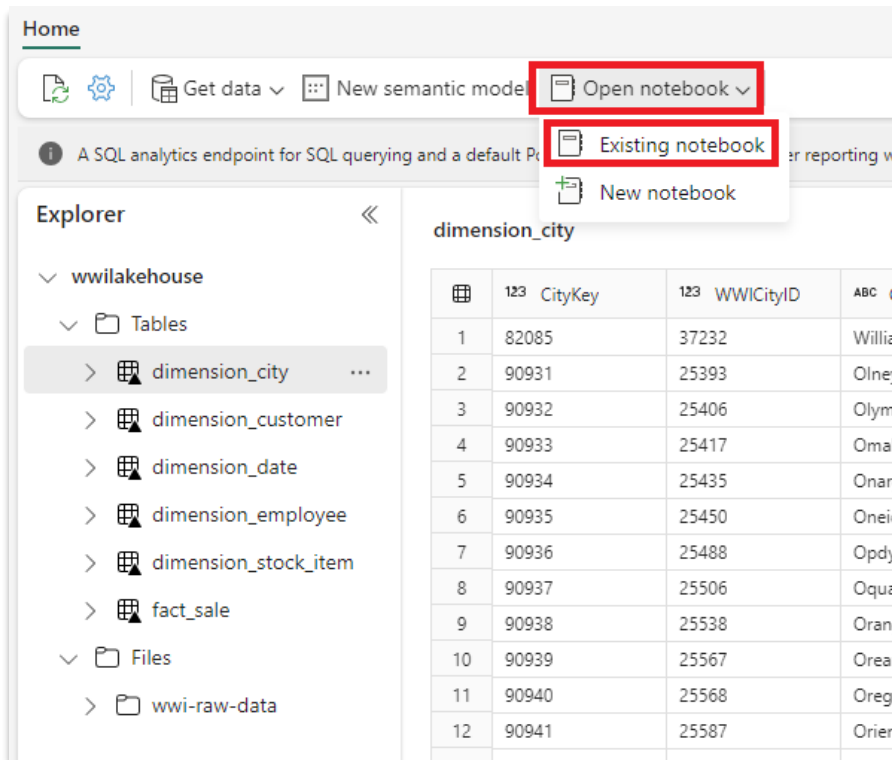 Home
Get data New semantic model Open notebook
Existing notebook
A SQL analytics endpoint for SQL querying and a default reporting
New notebook
Explorer
dimension_city
wwilakehouse
Tables
dimension_city ...
dimension_customer
dimension_date
dimension_employee
dimension_stock_item
fact_sale
Files
wwi-raw-data
123 CityKey 123 WWICityID ABC
1 82085 37232
2 90931 25393
3 90932 25406
4 90933 25417
5 90934 25435
6 90935 25450
7 90936 25488
8 90937 25506
9 90938 25538
10 90939 25567
11 90940 25568
12 90941 25587